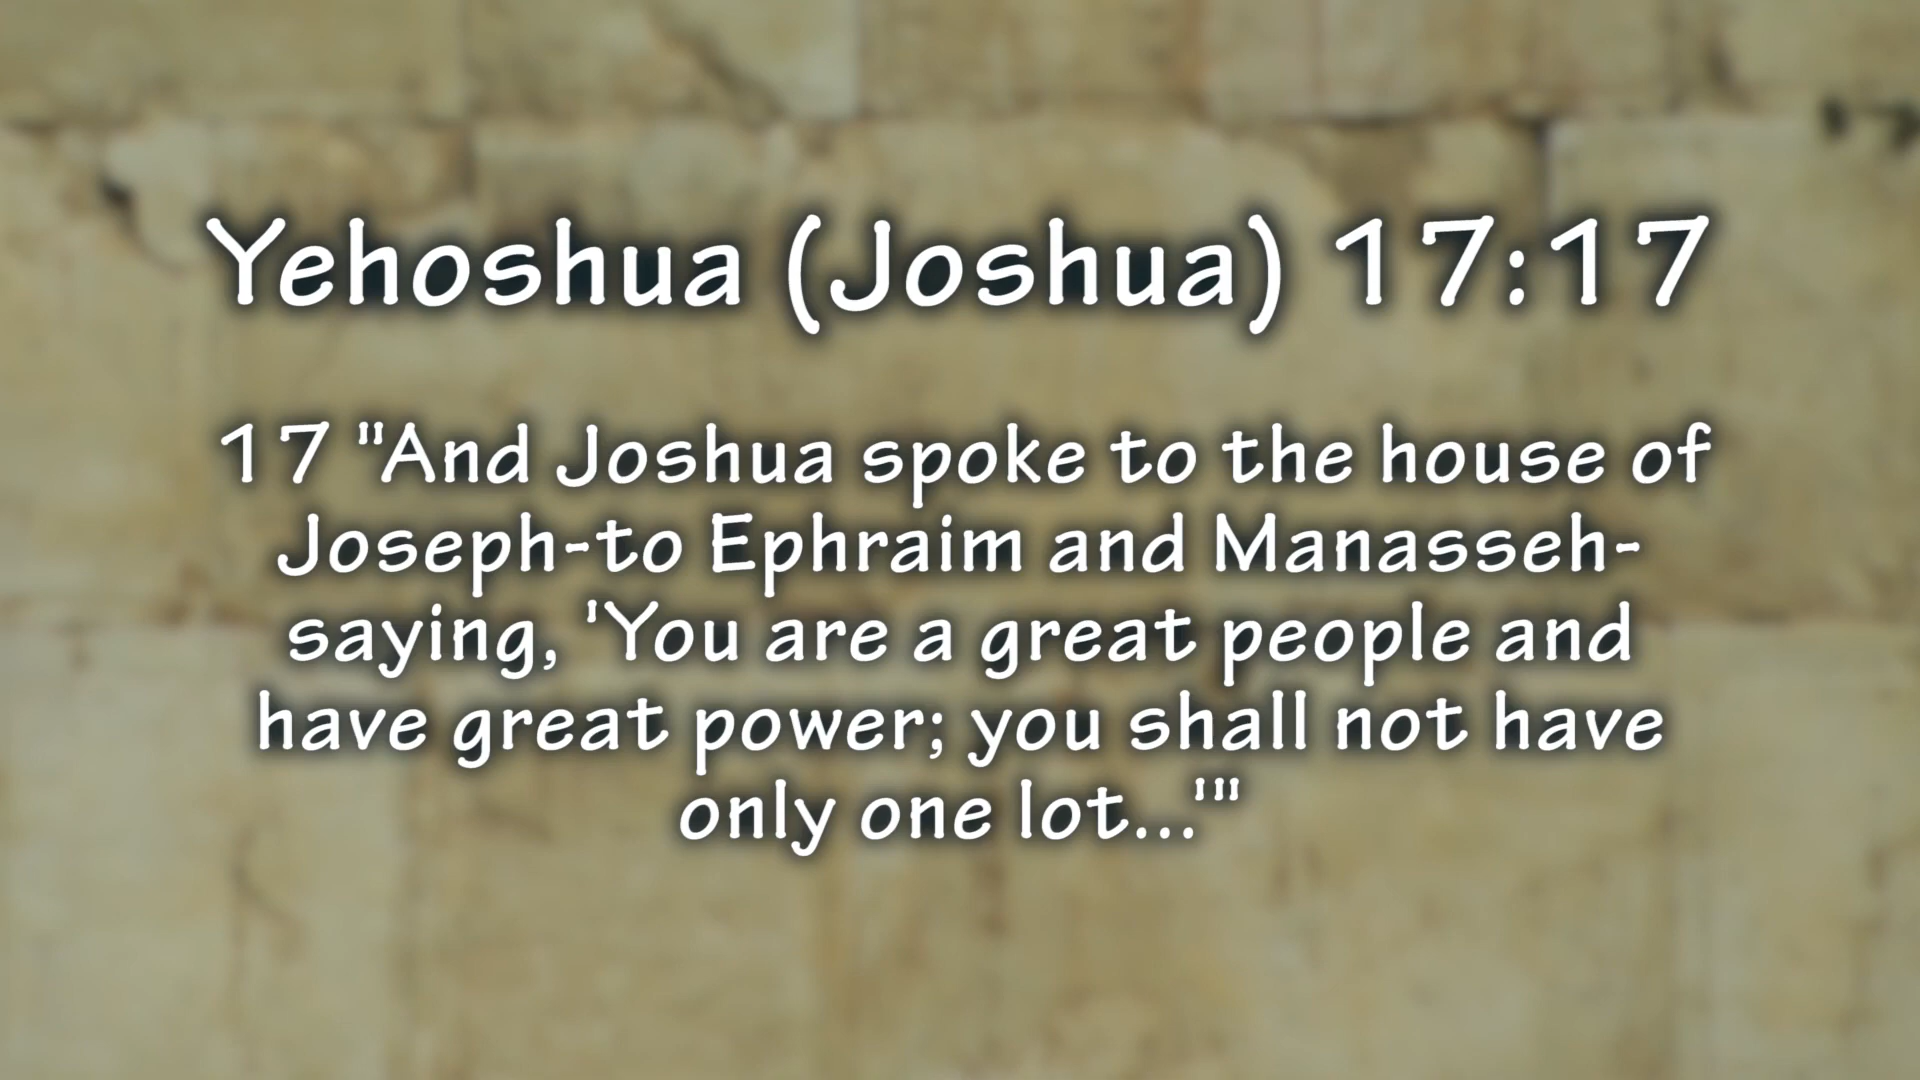 Yehoshua (Joshua) 17:17
17 "And Joshua spoke to the house of
Joseph-to Ephraim and Manasseh-
saying, 'You are a great people and
have great power; you shall not have
only one lot...'"